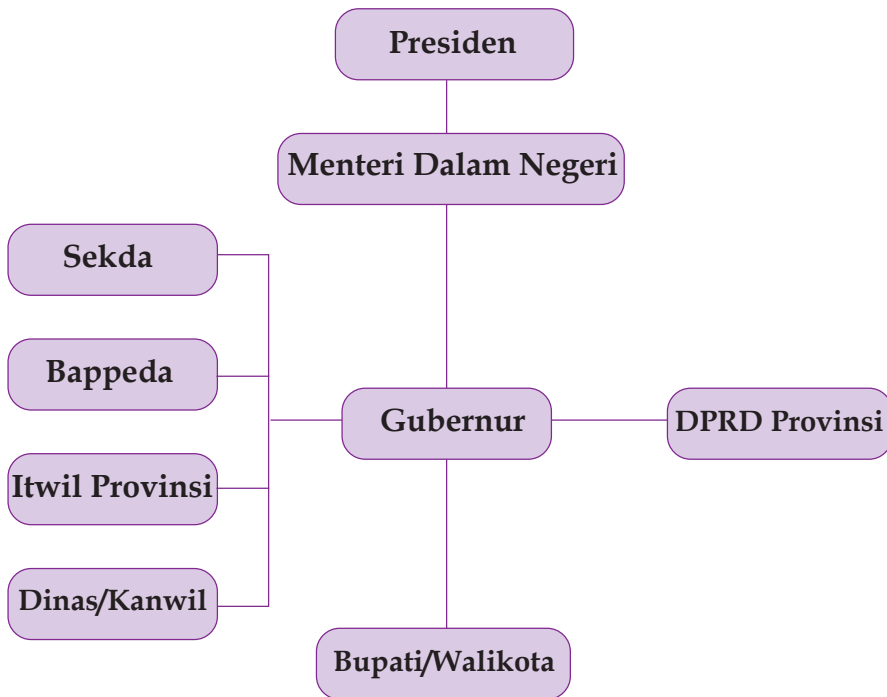 Presiden
Menteri Dalam Negeri
Sekda
Bappeda
Gubernur
DPRD Provinsi
Itwil Provinsi
Dinas/Kanwil
Bupati/Walikota